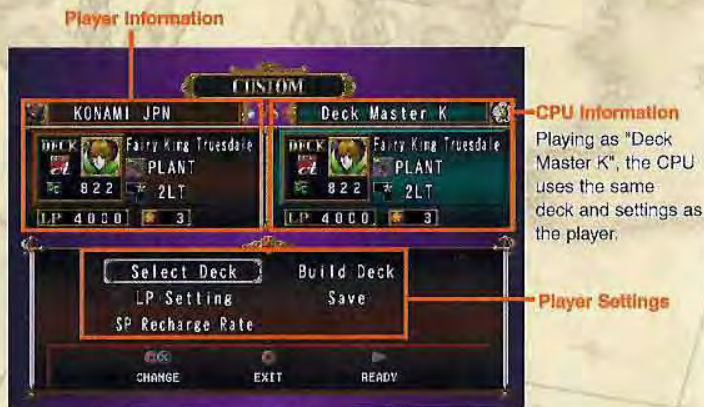 Player Information
CUSTOM
KONAMI JPN
Deck Master K
DECK Fairy King Truesdale
PLANT
822 2LT
LP 4000 3
DECK Fairy King Truesdale
PLANT
822 2LT
LP 4000 3
CPU Information
Playing as "Deck
Master K", the CPU
uses the same
deck and settings as
the player.
Select Deck Build Deck
LP Setting Save
SP Recharge Rate
Player Settings
CHANGE EXIT READY